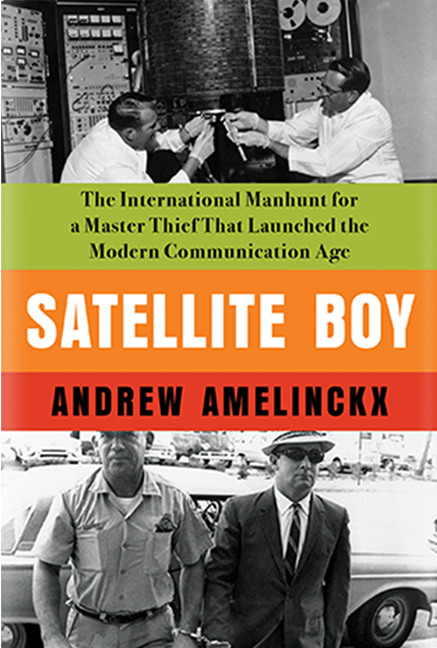 The International Manhunt for
a Master Thief That Launched the
Modern Communication Age
SATELLITE BOY
ANDREW AMELINCKX